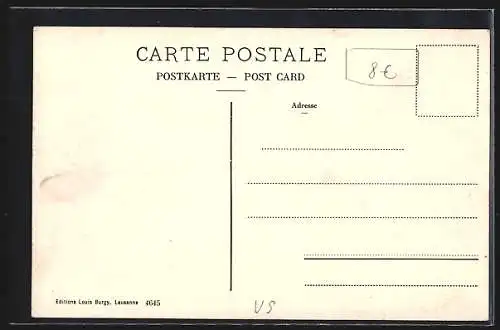 CARTE POSTALE
POSTKARTE — POST CARD
8€
Adresse
Editions Louis Burgy, Lausanne 4645
VS